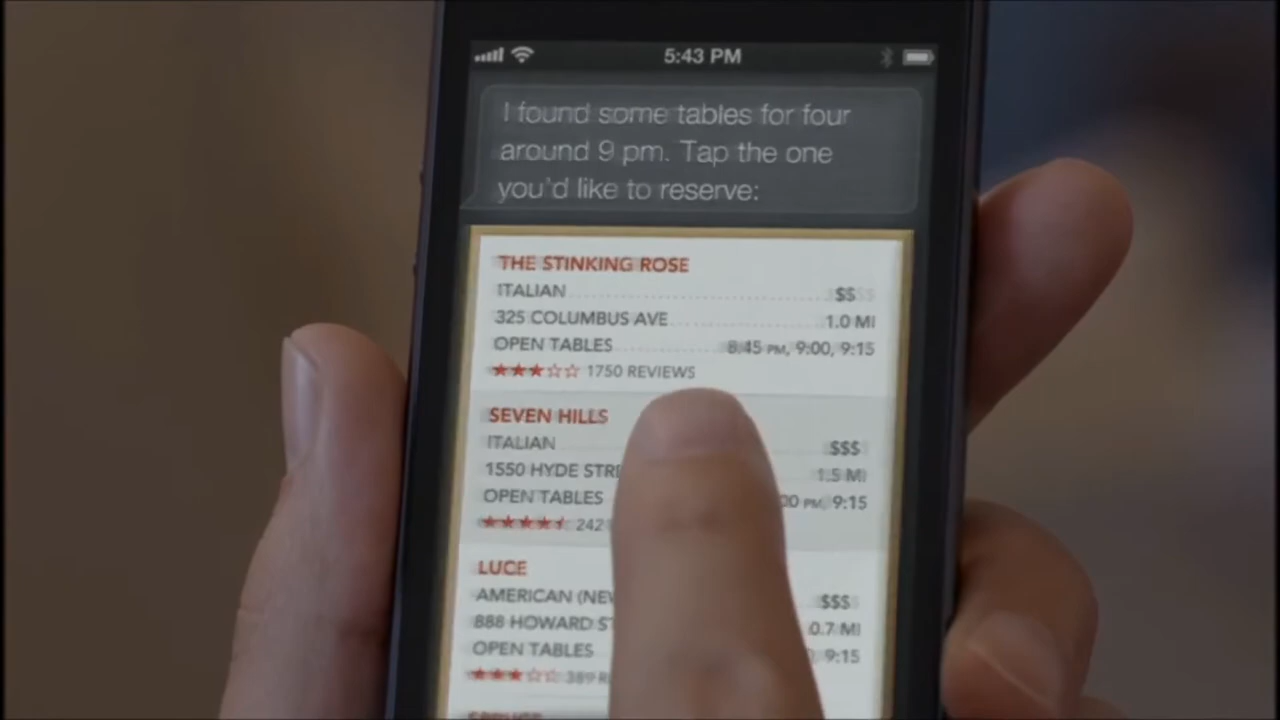 5:43 PM
I found some tables for four
around 9 pm. Tap the one
you'd like to reserve:
THE STINKING ROSE
ITALIAN $$
325 COLUMBUS AVE 1.0 MI
OPEN TABLES 8:45 PM, 9:00, 9:15
1750 REVIEWS
SEVEN HILLS
ITALIAN $$$
1550 HYDE 1.5 MI
OPEN TABLES PM, 9:15
LUCE
AMERICAN $$$
888 HOWARD 0.7 MI
OPEN TABLES 9:15